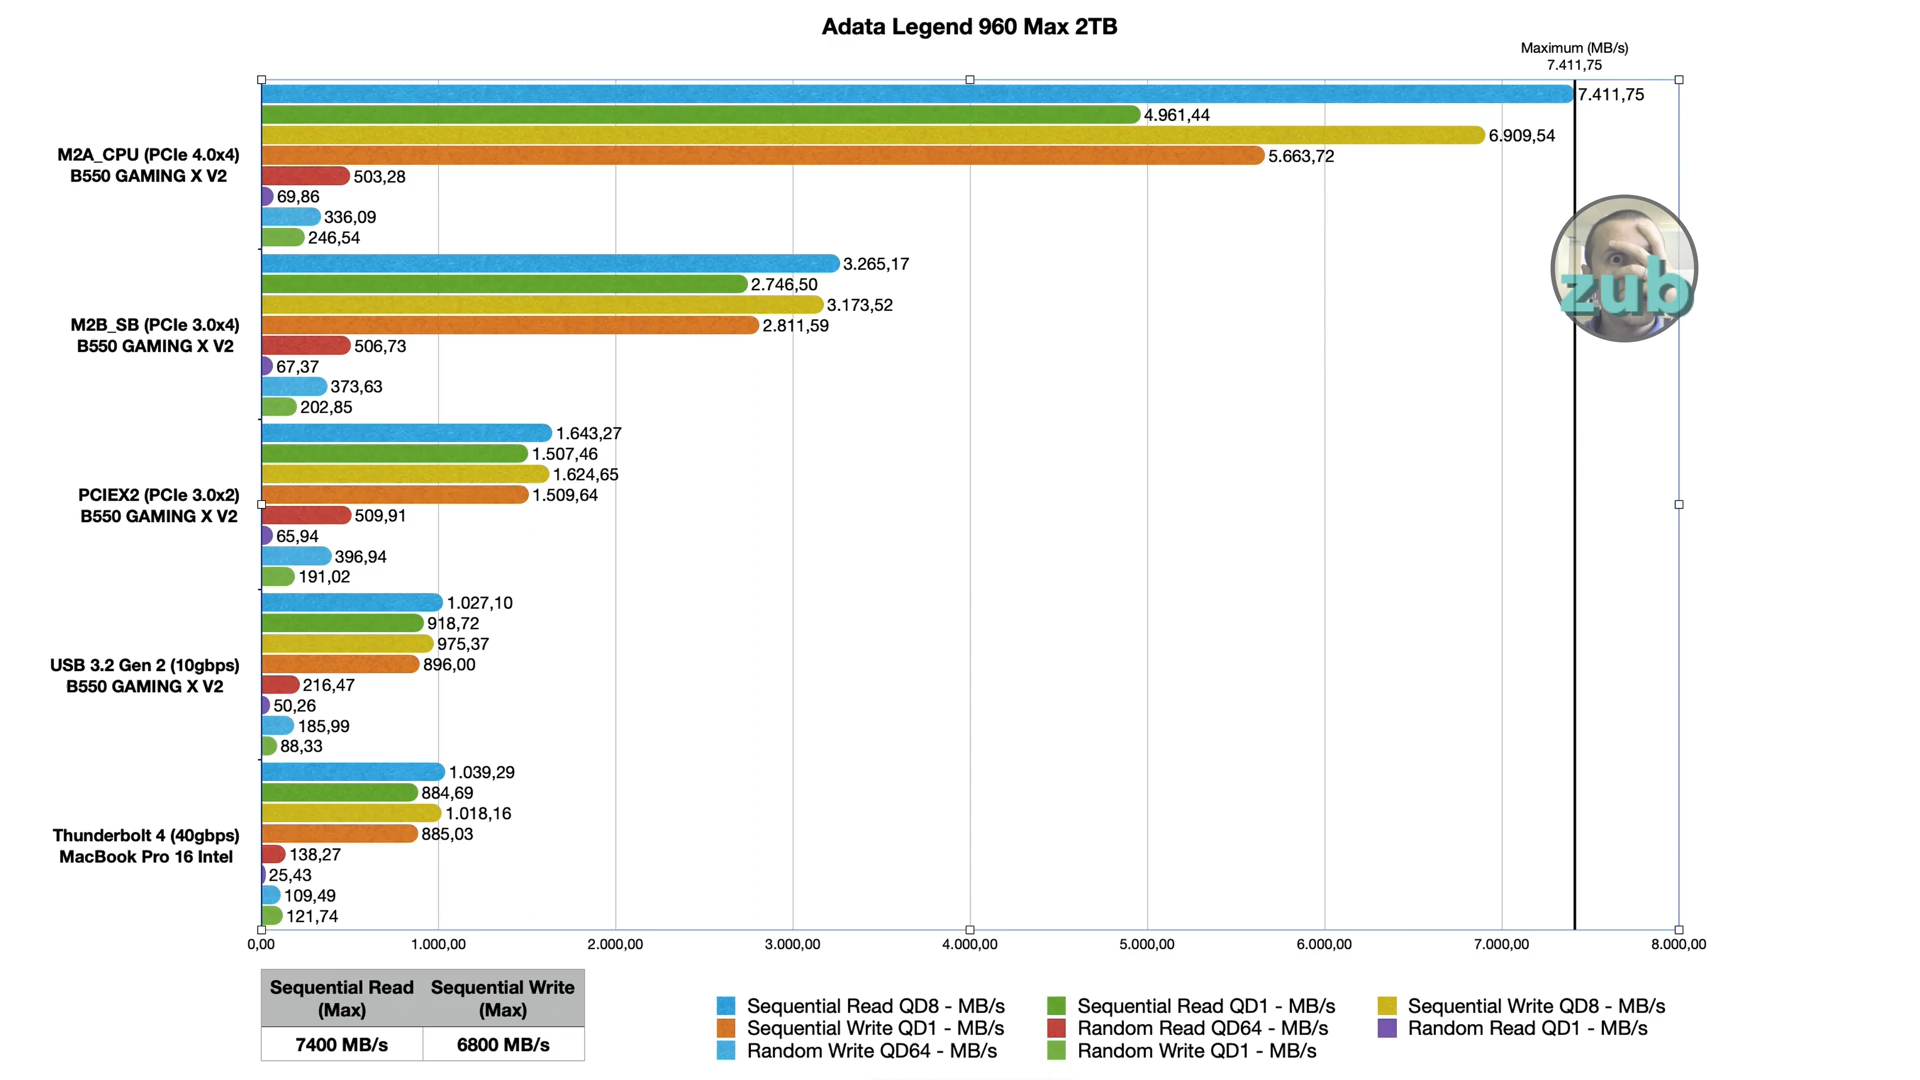 Adata Legend 960 Max 2TB
Maximum (MB/s)
7.411,75
7.411,75
4.961,44
6.909,54
5.663,72
M2A_CPU (PCIe 4.0x4)
B550 GAMING X V2
503,28
69,86
336,09
246,54
zub
3.265,17
2.746,50
3.173,52
2.811,59
M2B_SB (PCIe 3.0x4)
B550 GAMING X V2
506,73
67,37
373,63
202,85
1.643,27
1.507,46
1.624,65
1.509,64
PCIEX2 (PCIe 3.0x2)
B550 GAMING X V2
509,91
65,94
396,94
191,02
1.027,10
918,72
975,37
896,00
USB 3.2 Gen 2 (10gbps)
B550 GAMING X V2
216,47
50,26
185,99
88,33
1.039,29
884,69
1.018,16
885,03
Thunderbolt 4 (40gbps)
MacBook Pro 16 Intel
138,27
25,43
109,49
121,74
0,00 1.000,00 2.000,00 3.000,00 4.000,00 5.000,00 6.000,00 7.000,00 8.000,00
Sequential Read (Max) Sequential Write (Max)
7400 MB/s 6800 MB/s
Sequential Read QD8 - MB/s Sequential Read QD1 - MB/s Sequential Write QD8 - MB/s
Sequential Write QD1 - MB/s Random Read QD64 - MB/s Random Read QD1 - MB/s
Random Write QD64 - MB/s Random Write QD1 - MB/s